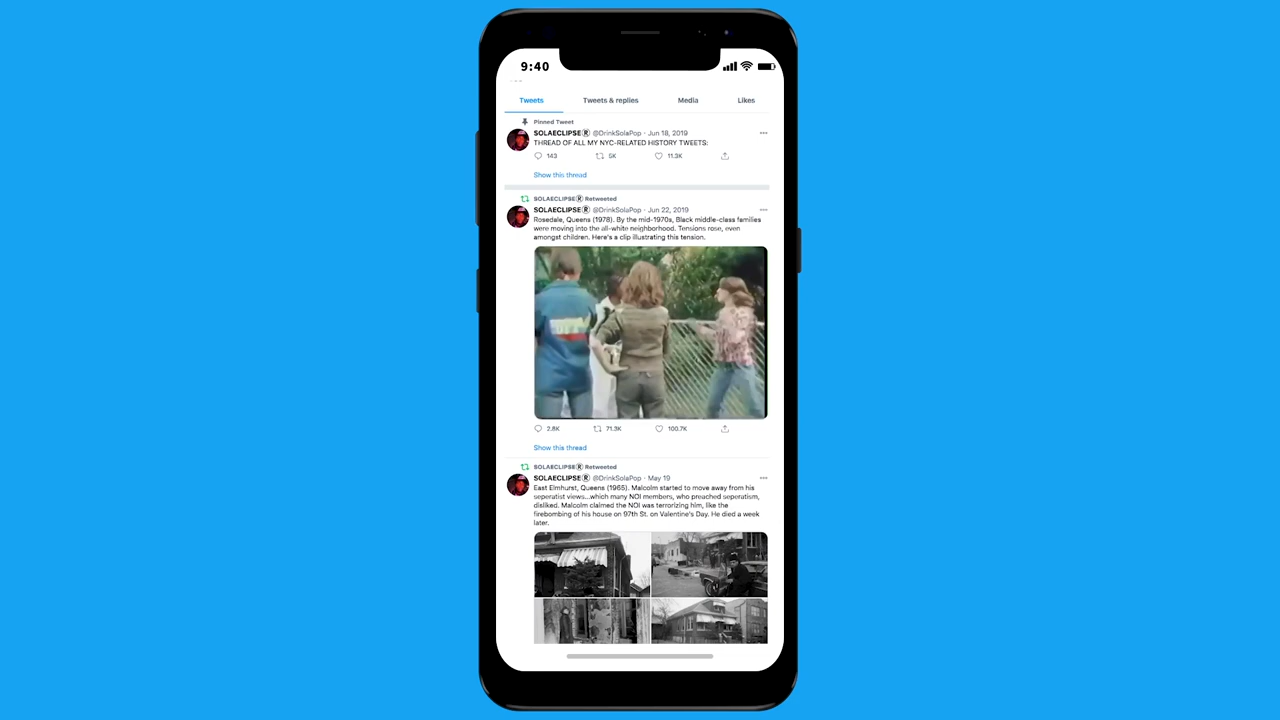 9:40
Tweets Tweets & replies Media Likes
Pinned Tweet
SOLAECLIPSE® @DrinkSolaPop · Jun 18, 2019
THREAD OF ALL MY NYC-RELATED HISTORY TWEETS:
143 5K 11.3K
Show this thread
SOLAECLIPSE® Retweeted
SOLAECLIPSE® @DrinkSolaPop · Jun 22, 2019
Rosedale, Queens (1978). By the mid-1970s, Black middle-class families
were moving into the all-white neighborhood. Tensions rose, even
amongst children. Here's a clip illustrating this tension.
2.8K 71.3K 100.7K
Show this thread
SOLAECLIPSE® Retweeted
SOLAECLIPSE® @DrinkSolaPop · May 19
East Elmhurst, Queens (1965). Malcolm started to move away from his
seperatist views...which many NOI members, who preached seperatism,
disliked. Malcolm claimed the NOI was terrorizing him, like the
firebombing of his house on 97th St. on Valentine's Day. He died a week
later.